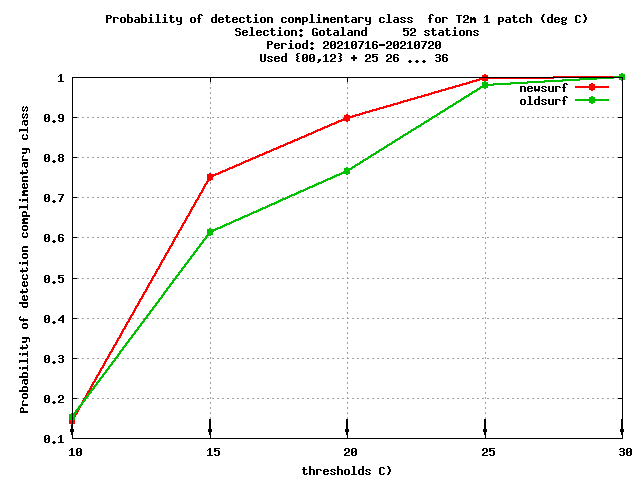 Probability of detection complimentary class  for T2m 1 patch (deg C)
Selection: Gotaland     52 stations
Period: 20210716-20210720
Used {00,12} + 25 26 ... 36
Probability of detection complimentary class
1
0.9
0.8
0.7
0.6
0.5
0.4
0.3
0.2
0.1
newsurf
oldsurf
10 15 20 25 30
thresholds C)